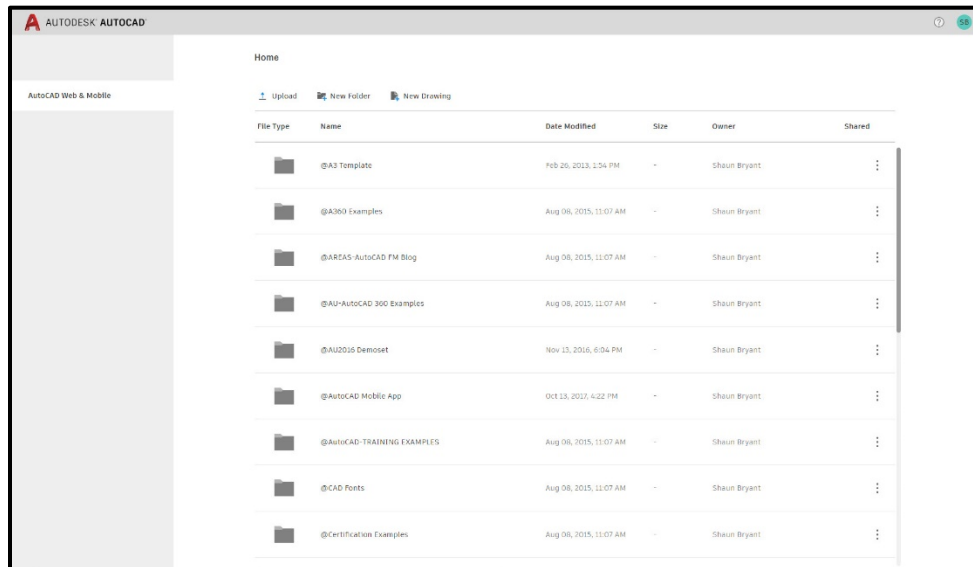 AUTODESK AUTOCAD SB
Home
AutoCAD Web & Mobile
Upload New Folder New Drawing
File Type Name Date Modified Size Owner Shared
@A3 Template Feb 26, 2013, 1:54 PM - Shaun Bryant
@A360 Examples Aug 08, 2015, 11:07 AM - Shaun Bryant
@AREAS-AutoCAD FM Blog Aug 08, 2015, 11:07 AM - Shaun Bryant
@AU-AutoCAD 360 Examples Aug 08, 2015, 11:07 AM - Shaun Bryant
@AU2016 Demoset Nov 13, 2016, 6:04 PM - Shaun Bryant
@AutoCAD Mobile App Oct 13, 2017, 4:22 PM - Shaun Bryant
@AutoCAD-TRAINING EXAMPLES Aug 08, 2015, 11:07 AM - Shaun Bryant
@CAD Fonts Aug 08, 2015, 11:07 AM - Shaun Bryant
@Certification Examples Aug 08, 2015, 11:07 AM - Shaun Bryant